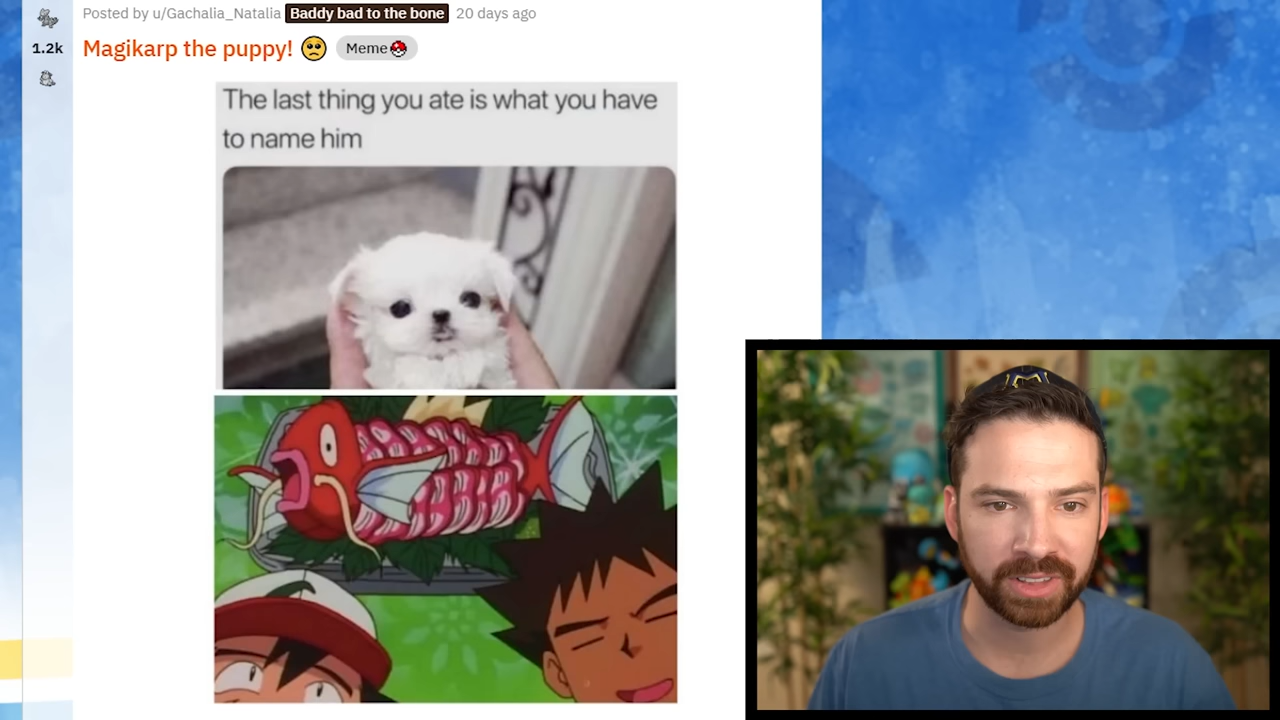 Posted by u/Gachalia_Natalia Baddy bad to the bone 20 days ago
1.2k
Magikarp the puppy! 🥺 Meme
The last thing you ate is what you have
to name him